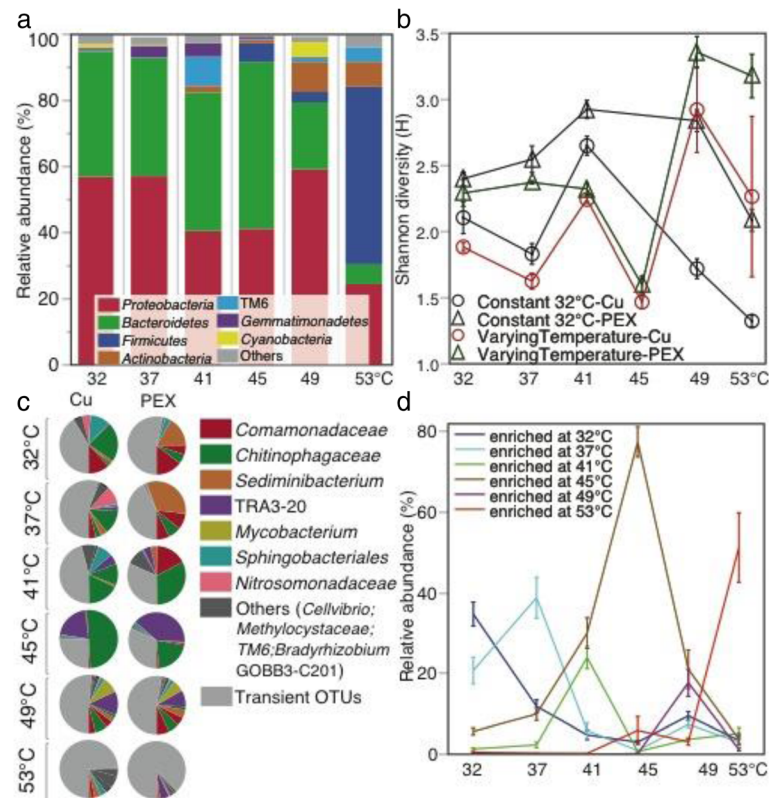 a
100
80
60
40
20
0
Relative abundance (%)
Proteobacteria
Bacteroidetes
Firmicutes
Actinobacteria
TM6
Gemmatimonadetes
Cyanobacteria
Others
32 37 41 45 49 53°C
b
3.5
3.0
2.5
2.0
1.5
1.0
Shannon diversity (H)
Constant 32°C-Cu
Constant 32°C-PEX
VaryingTemperature-Cu
VaryingTemperature-PEX
32 37 41 45 49 53°C
c
Cu PEX
32°C
37°C
41°C
45°C
49°C
53°C
Comamonadaceae
Chitinophagaceae
Sediminibacterium
TRA3-20
Mycobacterium
Sphingobacteriales
Nitrosomonadaceae
Others (Cellvibrio;
Methylocystaceae;
TM6;Bradyrhizobium
GOBB3-C201)
Transient OTUs
d
80
60
40
20
0
Relative abundance (%)
enriched at 32°C
enriched at 37°C
enriched at 41°C
enriched at 45°C
enriched at 49°C
enriched at 53°C
32 37 41 45 49 53°C